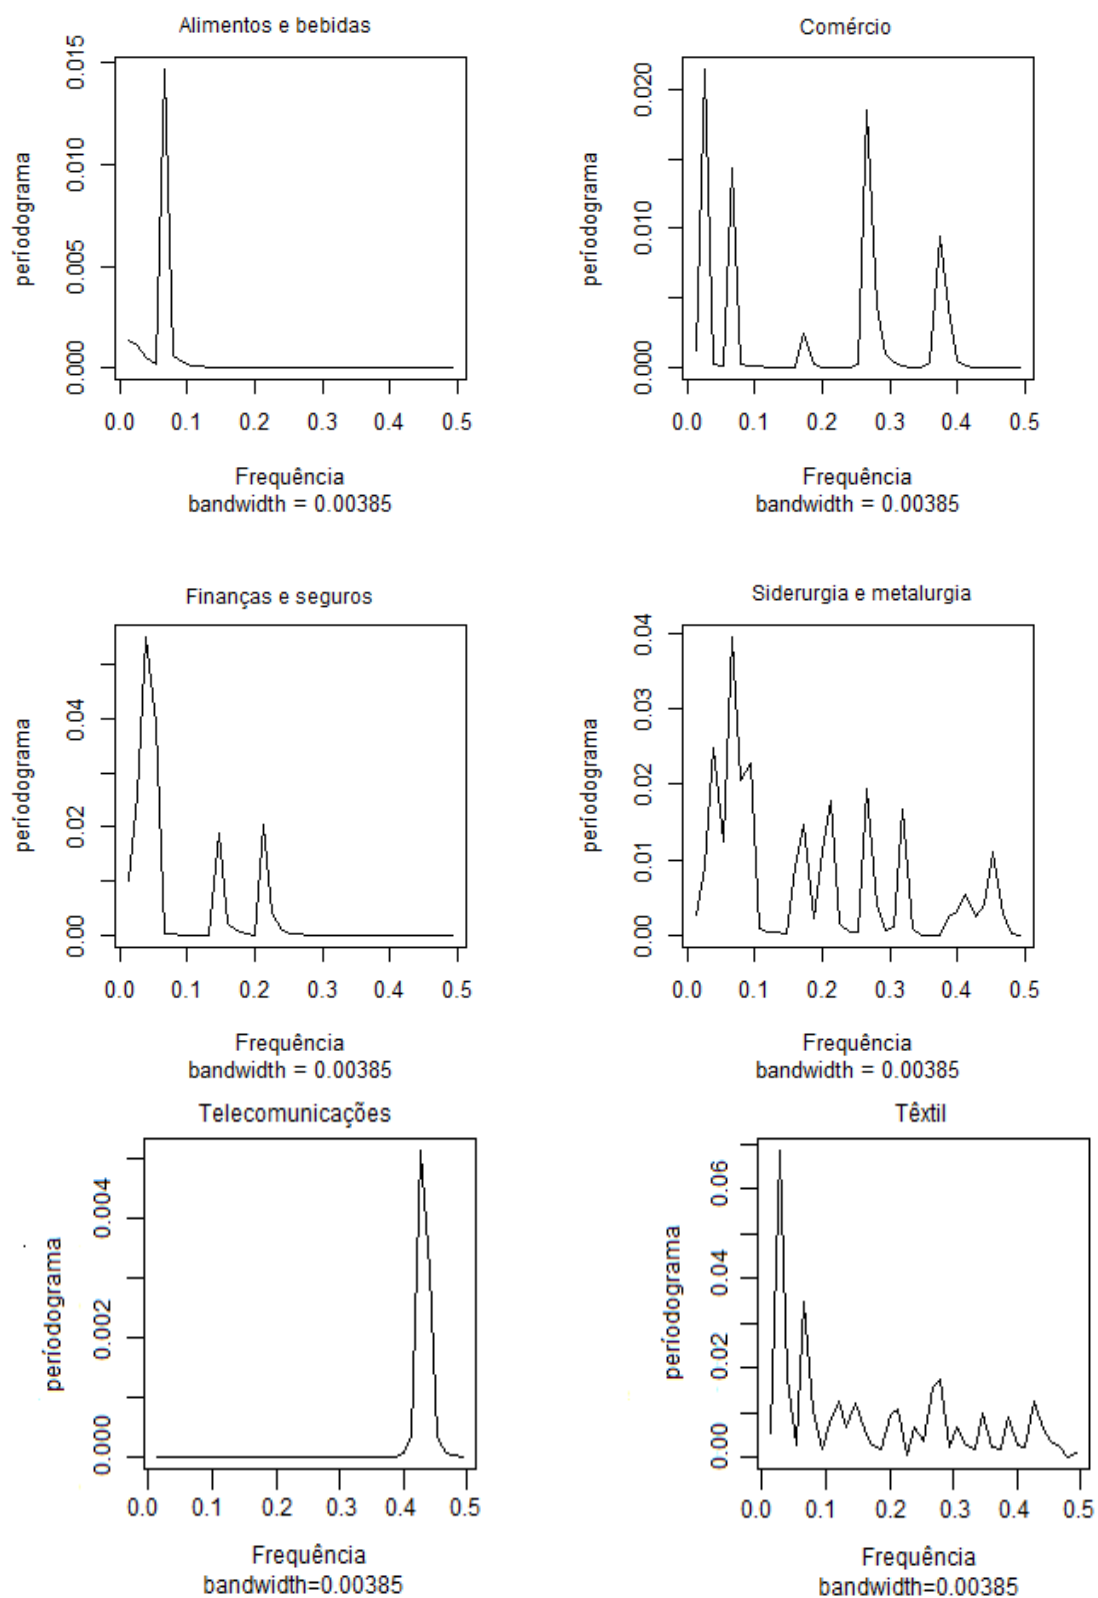 Alimentos e bebidas
períodograma
0.000 0.005 0.010 0.015
0.0 0.1 0.2 0.3 0.4 0.5
Frequência
bandwidth = 0.00385
Comércio
períodograma
0.000 0.010 0.020
0.0 0.1 0.2 0.3 0.4 0.5
Frequência
bandwidth = 0.00385
Finanças e seguros
períodograma
0.00 0.02 0.04
0.0 0.1 0.2 0.3 0.4 0.5
Frequência
bandwidth = 0.00385
Siderurgia e metalurgia
períodograma
0.00 0.01 0.02 0.03 0.04
0.0 0.1 0.2 0.3 0.4 0.5
Frequência
bandwidth = 0.00385
Telecomunicações
períodograma
0.000 0.002 0.004
0.0 0.1 0.2 0.3 0.4 0.5
Frequência
bandwidth=0.00385
Têxtil
períodograma
0.00 0.02 0.04 0.06
0.0 0.1 0.2 0.3 0.4 0.5
Frequência
bandwidth=0.00385